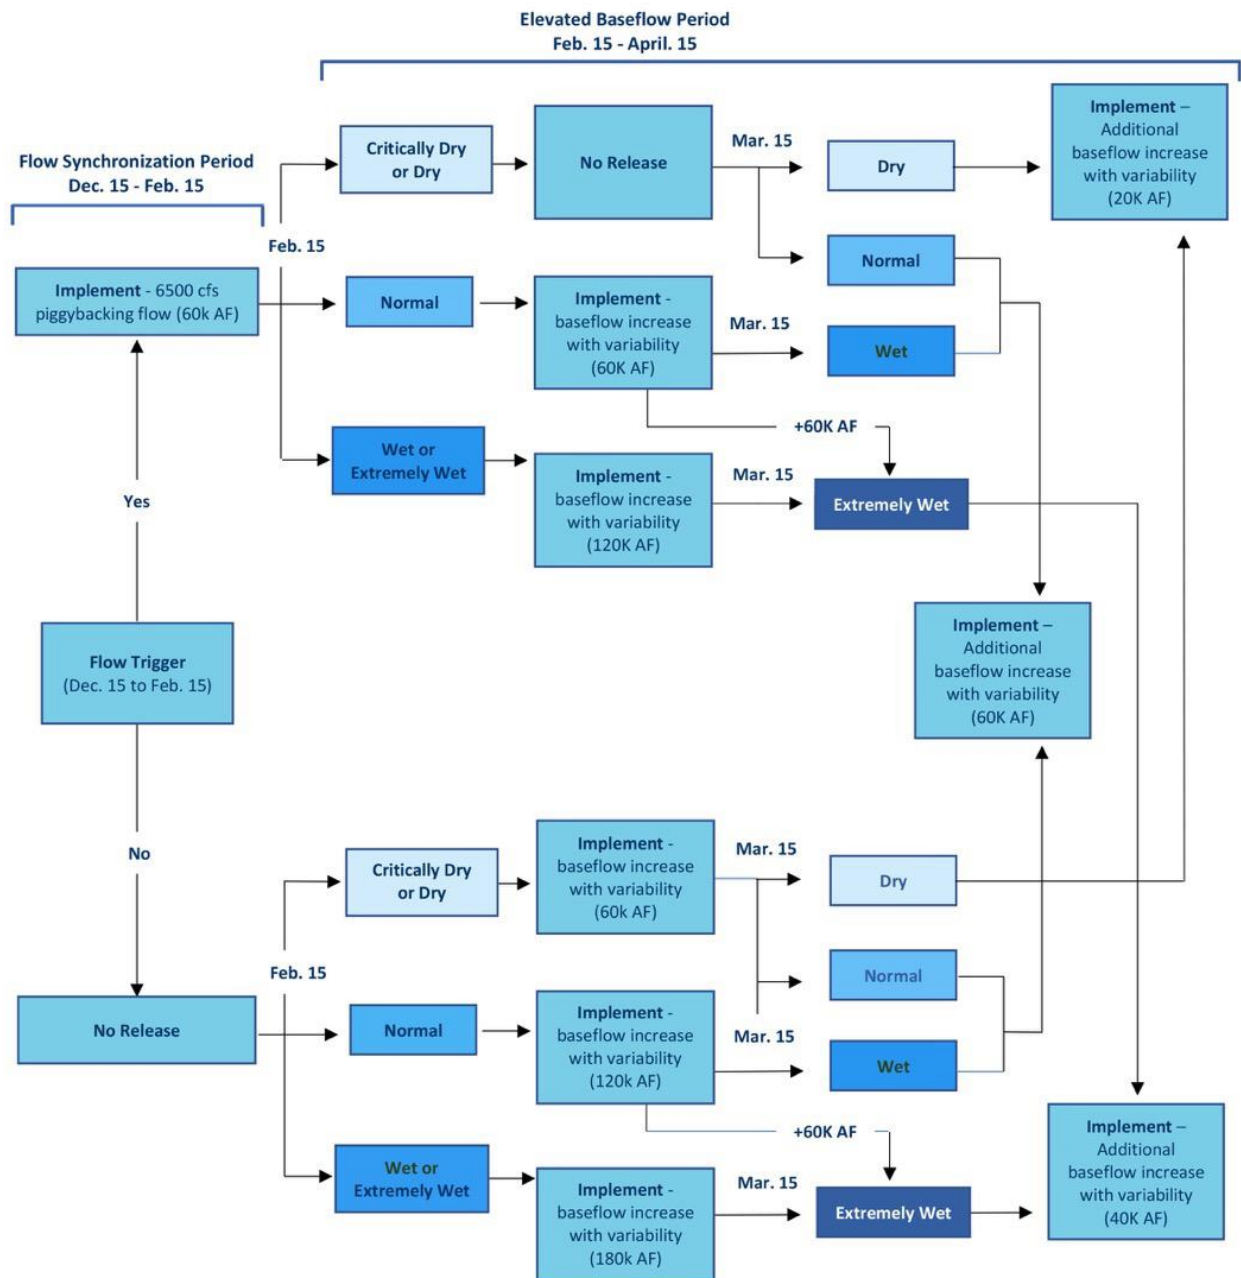 Elevated Baseflow Period
Feb. 15 - April. 15
Flow Synchronization Period
Dec. 15 - Feb. 15
Critically Dry
or Dry
No Release
Mar. 15
Dry
Implement –
Additional
baseflow increase
with variability
(20K AF)
Feb. 15
Implement - 6500 cfs
piggybacking flow (60k AF)
Normal
Implement -
baseflow increase
with variability
(60K AF)
Normal
Mar. 15
Wet
+60K AF
Wet or
Extremely Wet
Implement -
baseflow increase
with variability
(120K AF)
Mar. 15
Extremely Wet
Yes
Flow Trigger
(Dec. 15 to Feb. 15)
Implement –
Additional
baseflow increase
with variability
(60K AF)
No
Critically Dry
or Dry
Implement -
baseflow increase
with variability
(60k AF)
Mar. 15
Dry
Feb. 15
Normal
No Release
Normal
Implement -
baseflow increase
with variability
(120k AF)
Mar. 15
Wet
+60K AF
Wet or
Extremely Wet
Implement -
baseflow increase
with variability
(180k AF)
Mar. 15
Extremely Wet
Implement –
Additional
baseflow increase
with variability
(40K AF)